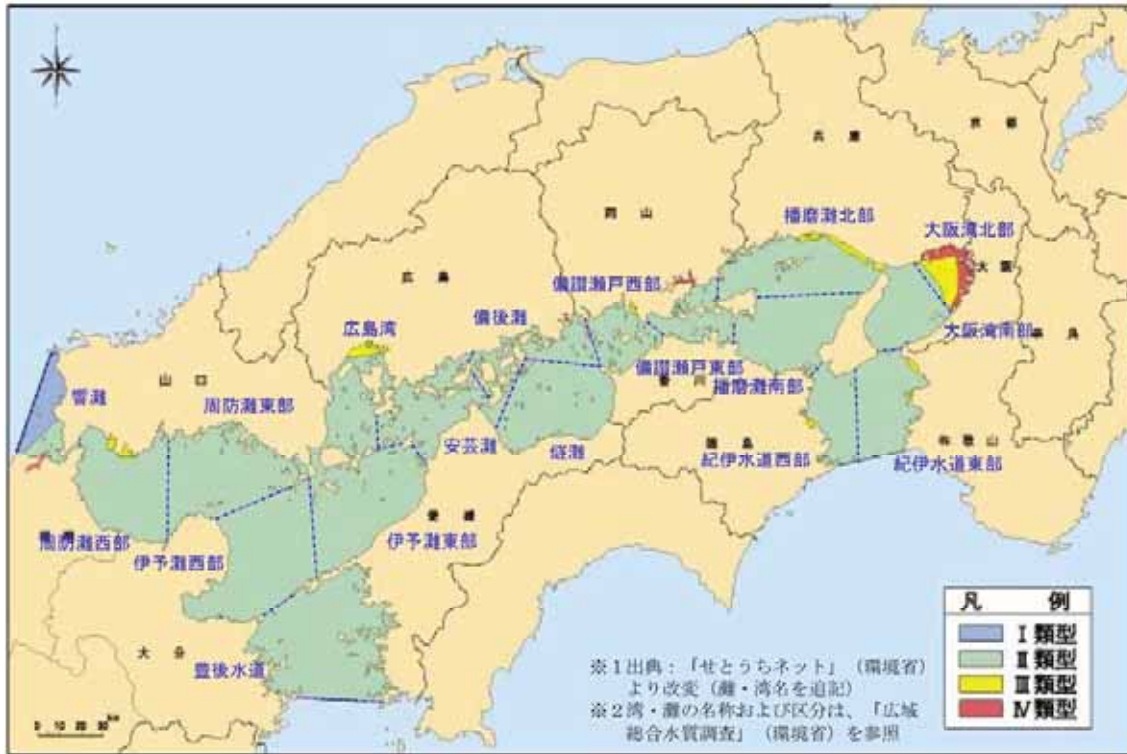 京 都
兵 庫
岡 山
播磨灘北部
大阪湾北部
大 阪
広 島
備讃瀬戸西部
備後灘
広島湾
大阪湾南部
奈 良
備讃瀬戸東部
香 川
播磨灘南部
山 口
響灘
周防灘東部
安芸灘
燧灘
徳 島
紀伊水道西部
和 歌 山
紀伊水道東部
愛 媛
周防灘西部
伊予灘西部
伊予灘東部
大 分
豊後水道
0 10 20 30 km
凡 例
Ⅰ類型
Ⅱ類型
Ⅲ類型
Ⅳ類型
※1出典：「せとうちネット」（環境省）
より改変（灘・湾名を追記）
※2湾・灘の名称および区分は、「広域
総合水質調査」（環境省）を参照